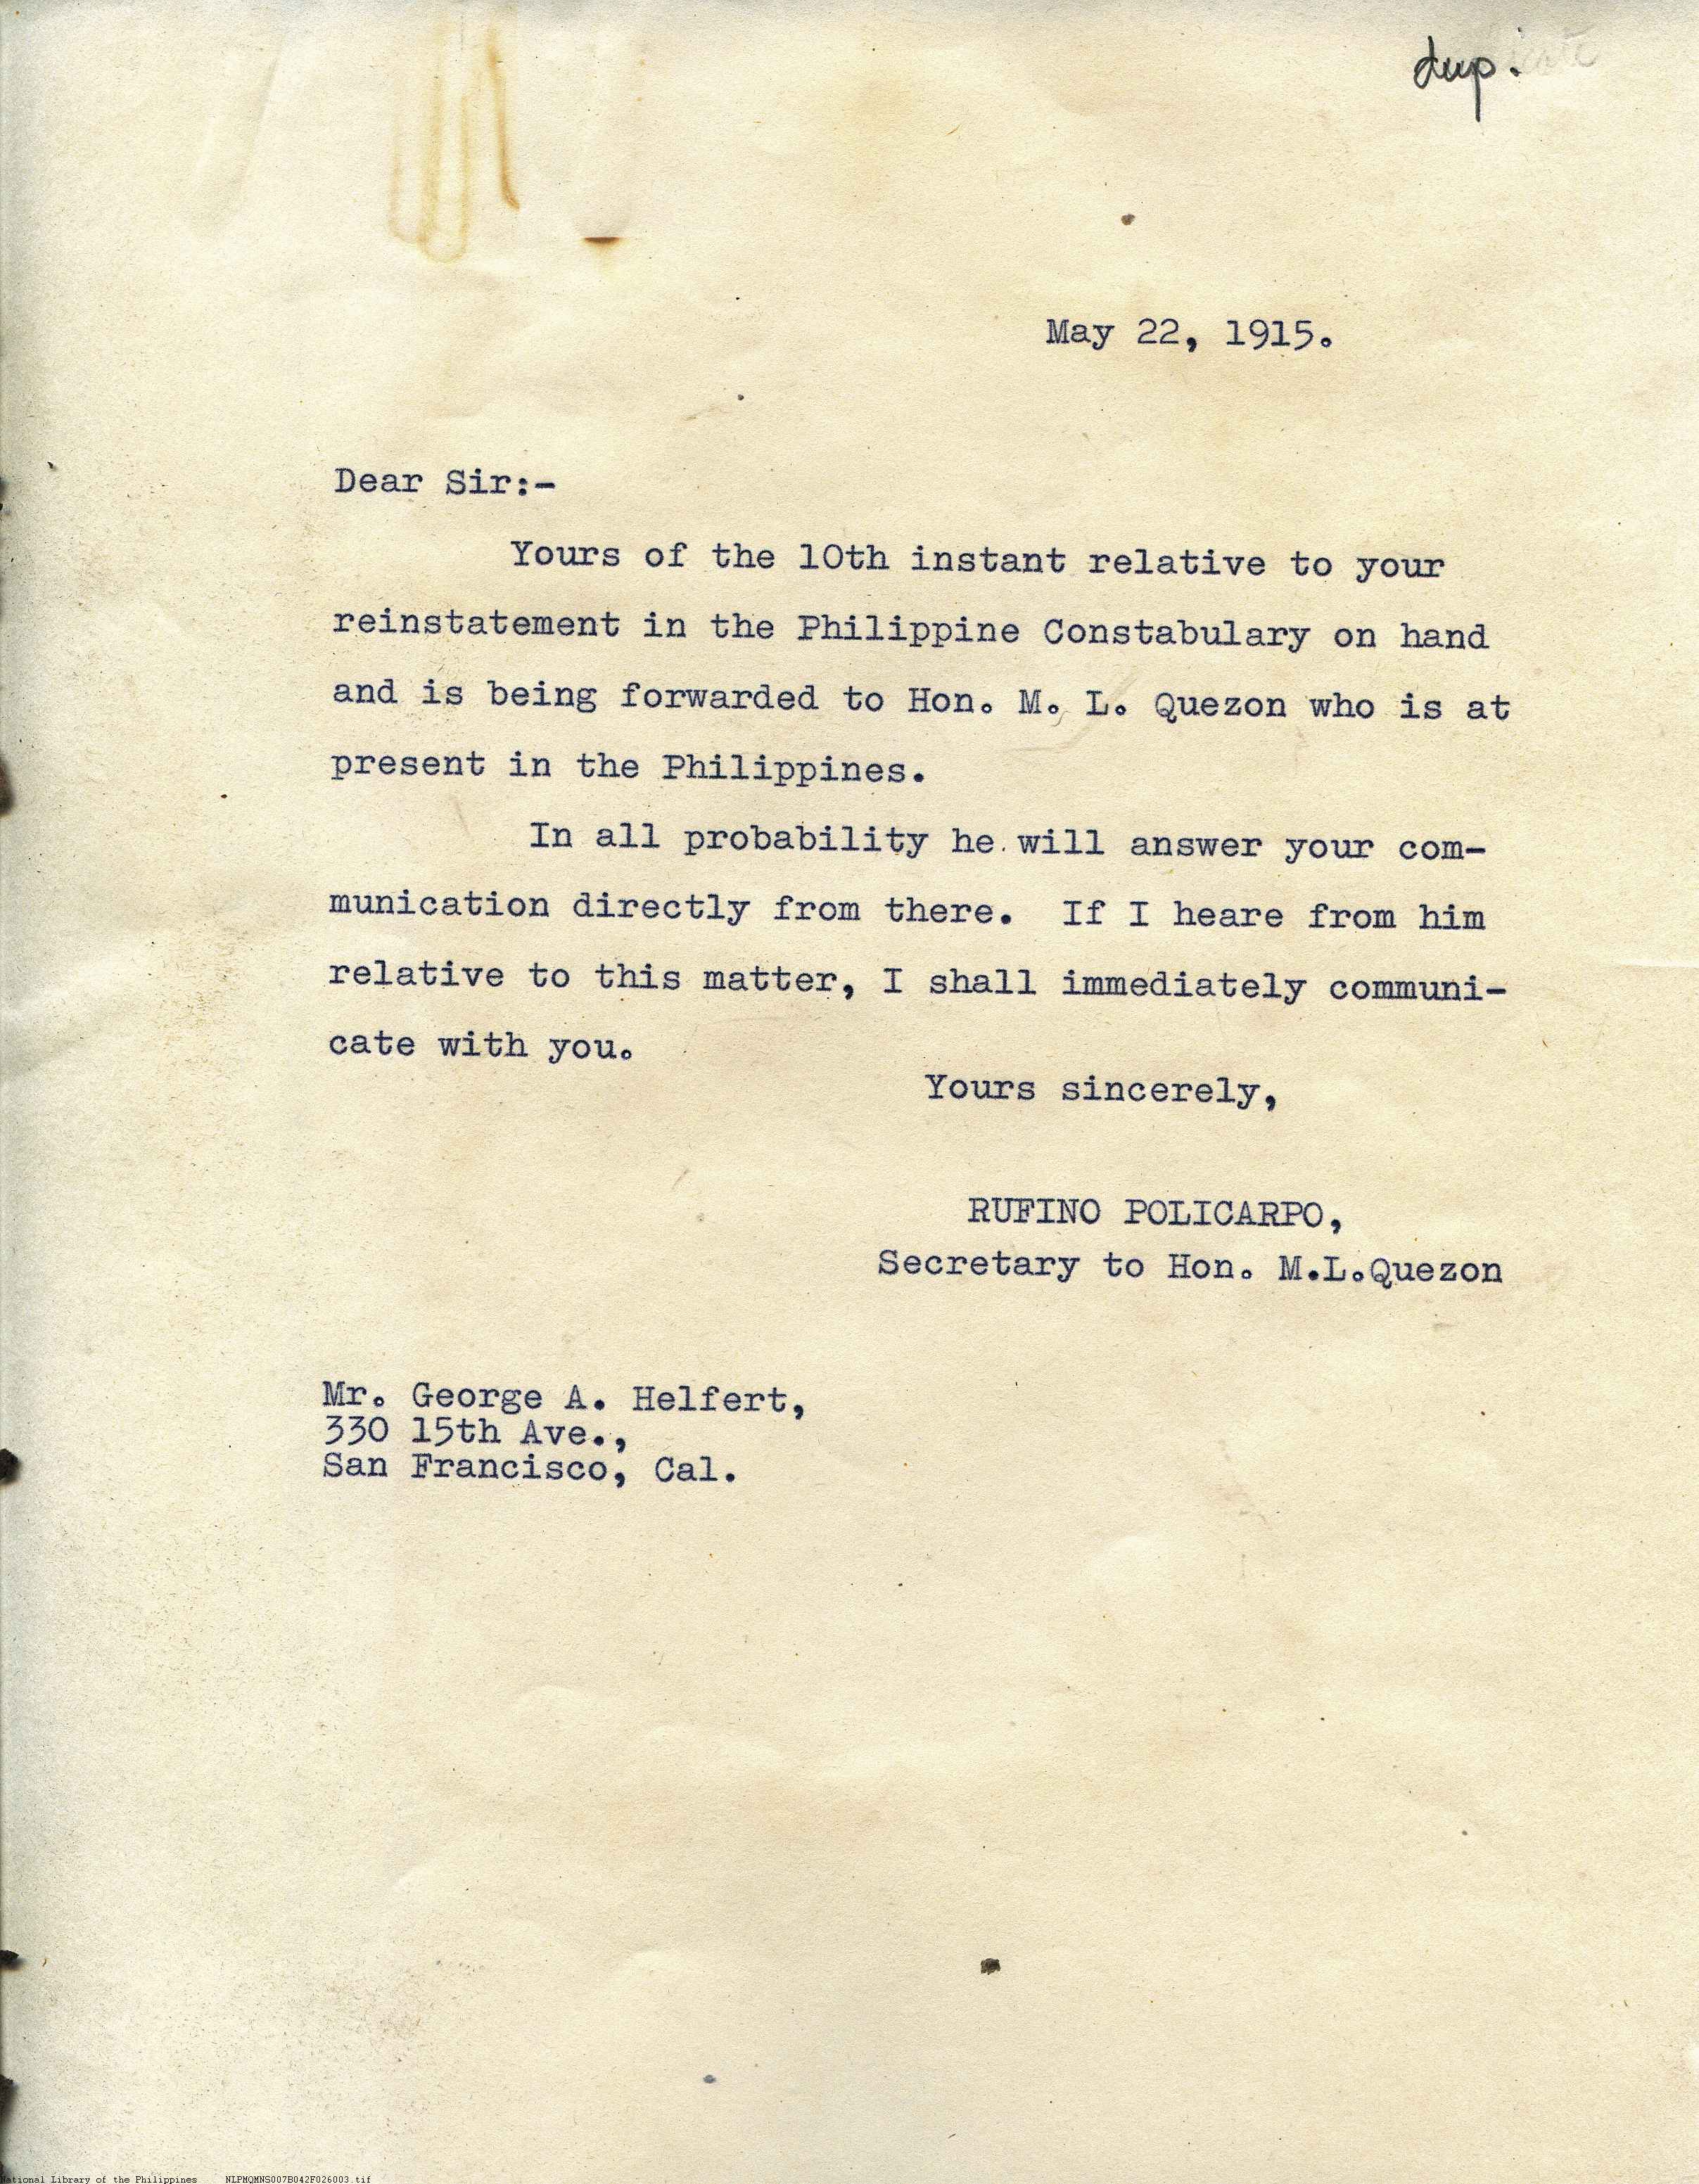 dup.
May 22, 1915.
Dear Sir:-
Yours of the 10th instant relative to your
reinstatement in the Philippine Constabulary on hand
and is being forwarded to Hon. M. L. Quezon who is at
present in the Philippines.
In all probability he will answer your com-
munication directly from there. If I heare from him
relative to this matter, I shall immediately communi-
cate with you.
Yours sincerely,
RUFINO POLICARPO,
Secretary to Hon. M.L.Quezon
Mr. George A. Helfert,
330 15th Ave.,
San Francisco, Cal.
National Library of the Philippines NLPMQMNS007B042F026003.tif